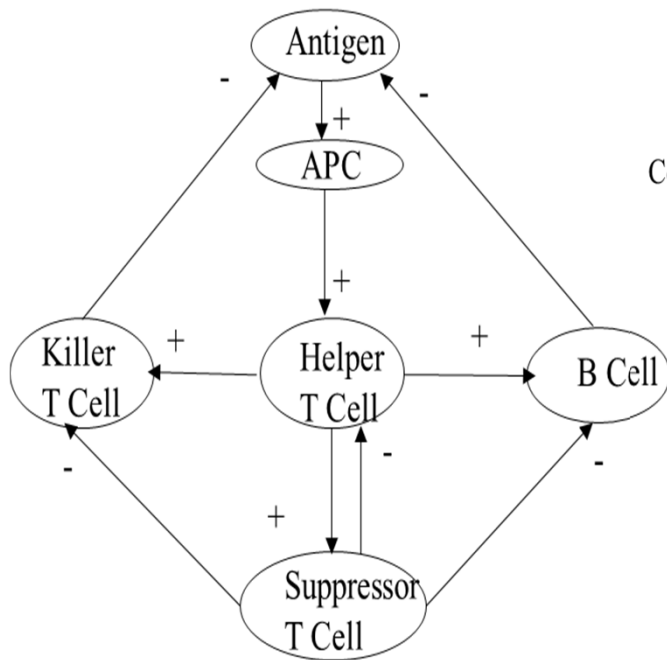 Antigen
-
-
+
APC
C
+
Killer
T Cell
+
Helper
T Cell
+
B Cell
-
-
-
+
Suppressor
T Cell